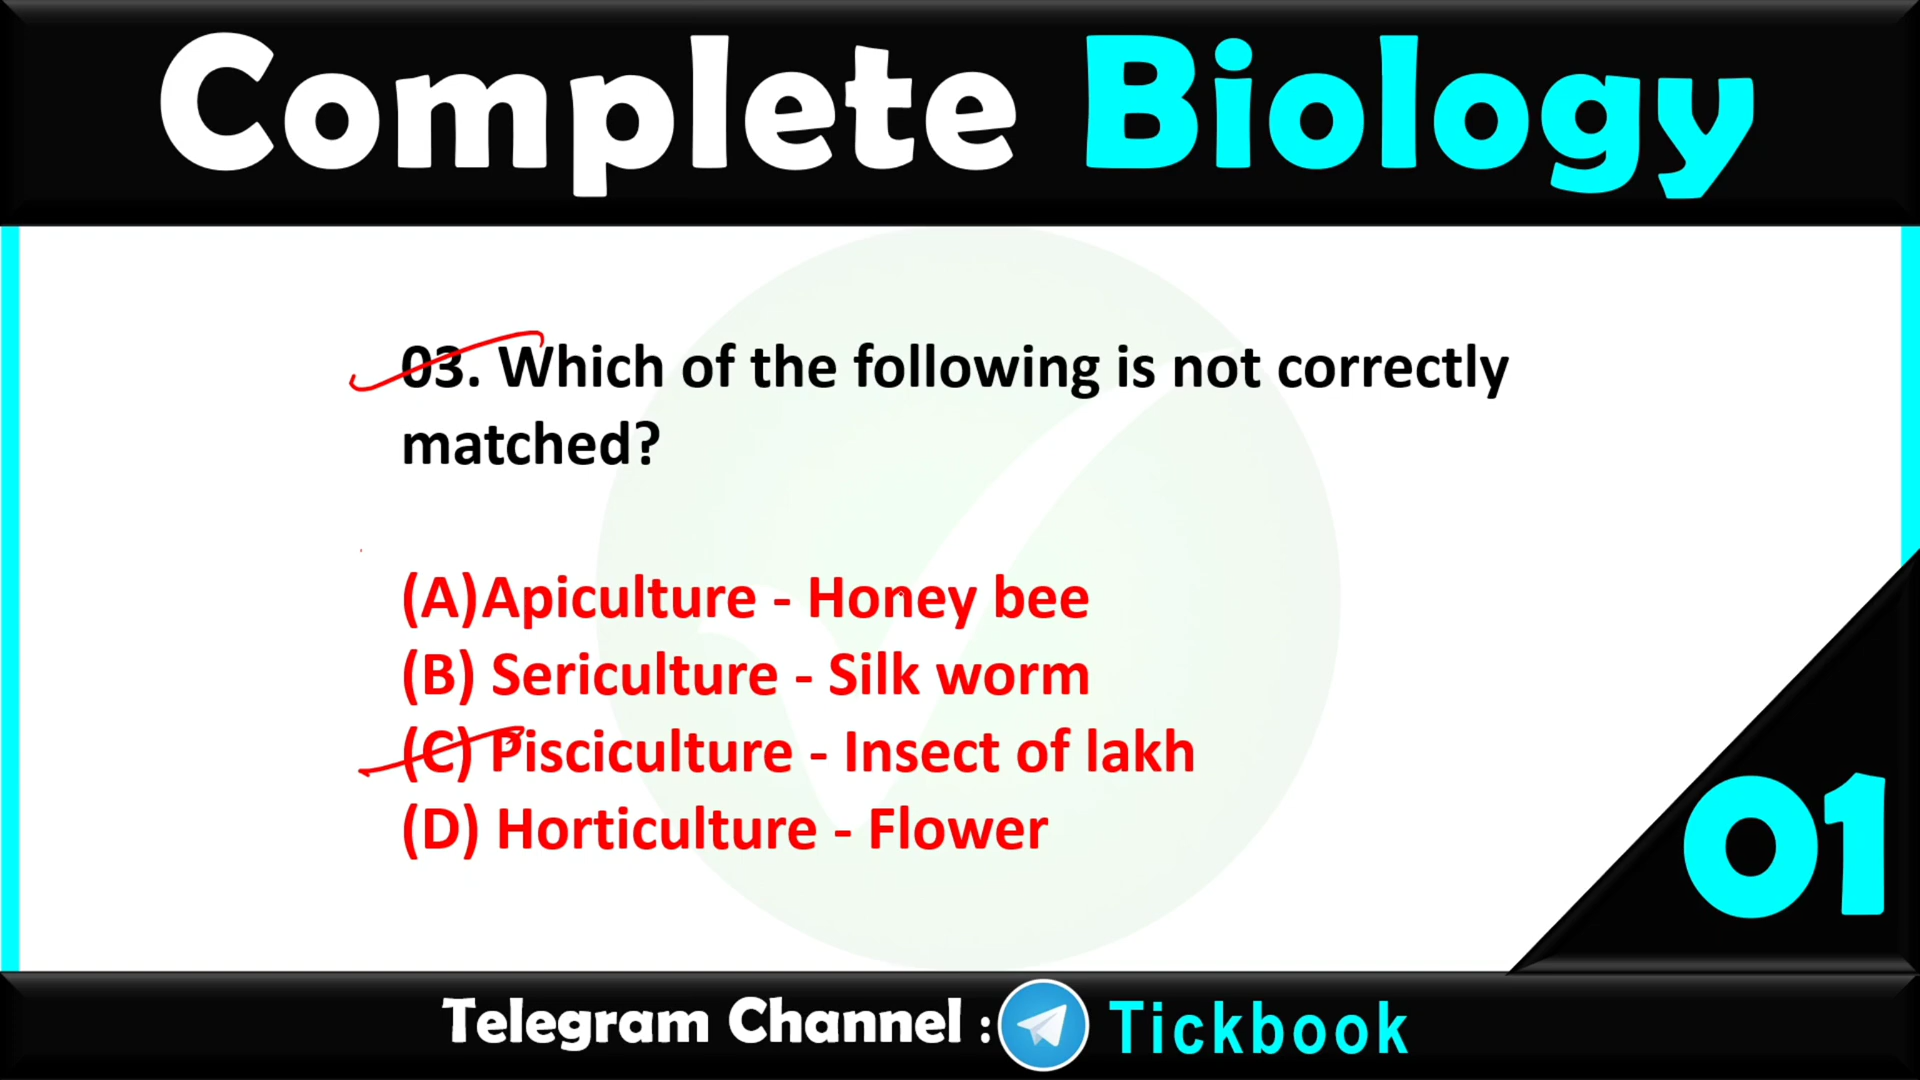 Complete Biology
03. Which of the following is not correctly
matched?
(A)Apiculture - Honey bee
(B) Sericulture - Silk worm
(C) Pisciculture - Insect of lakh
(D) Horticulture - Flower
01
Telegram Channel : Tickbook